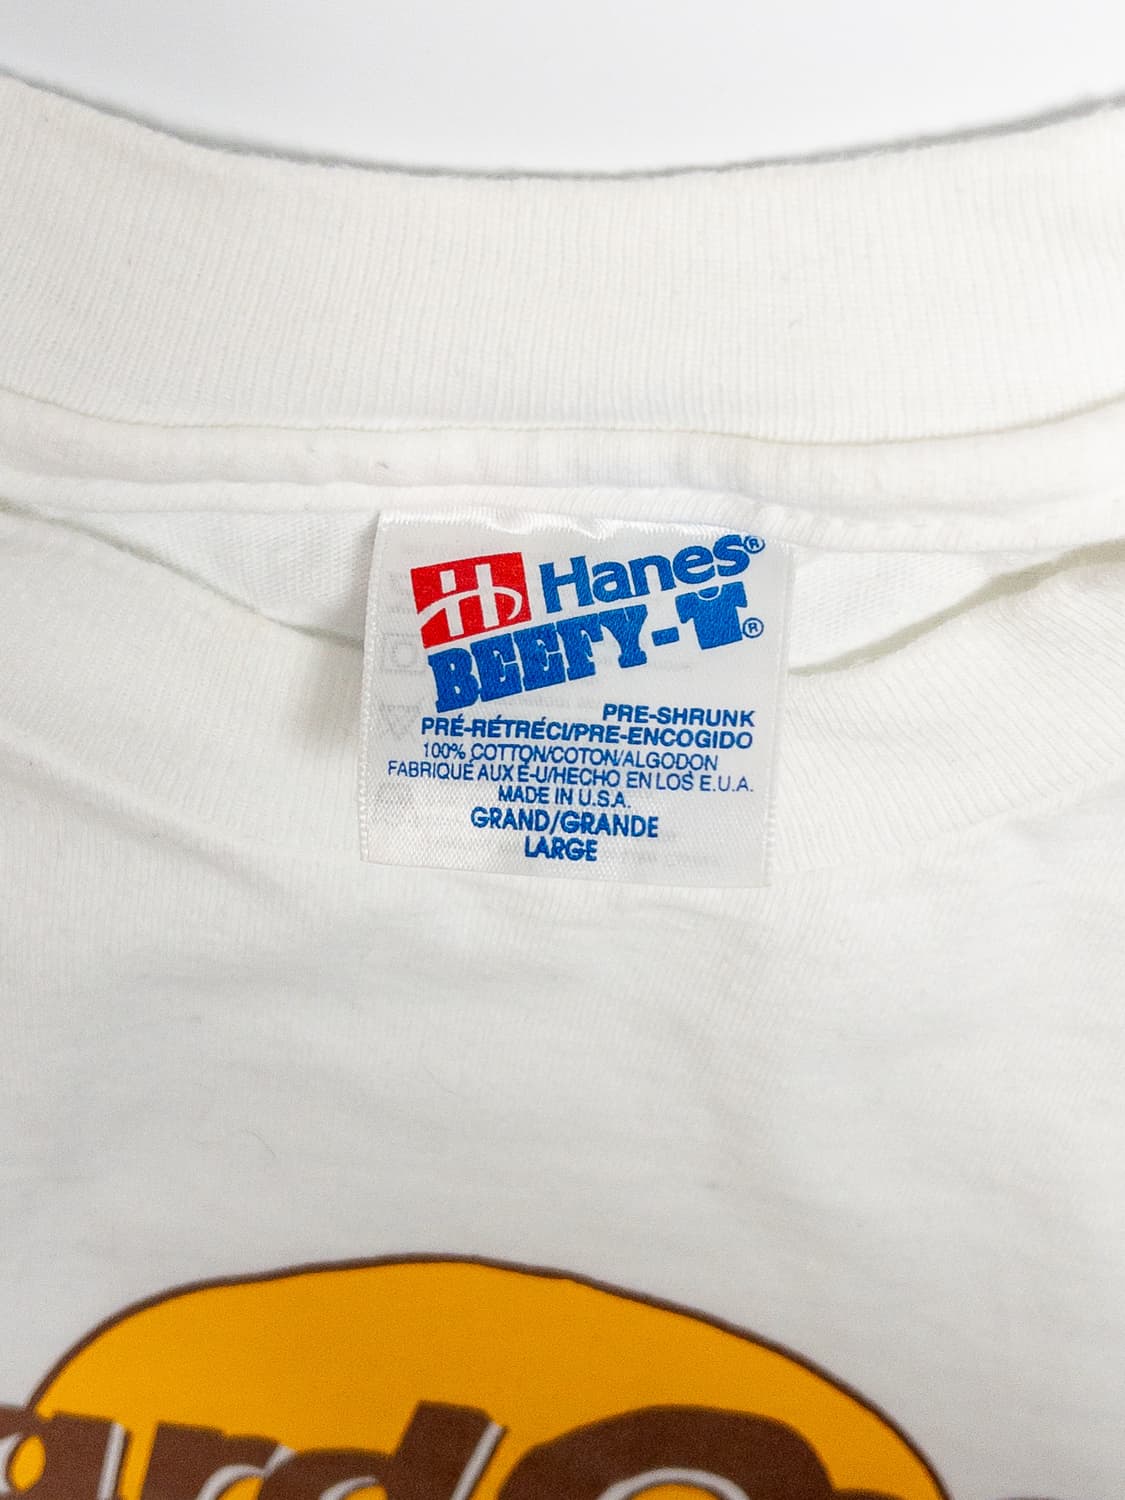 Hanes®
BEEFY-T®
PRE-SHRUNK
PRÉ-RÉTRÉCI/PRE-ENCOGIDO
100% COTTON/COTON/ALGODON
FABRIQUÉ AUX É-U/HECHO EN LOS E.U.A.
MADE IN U.S.A.
GRAND/GRANDE
LARGE